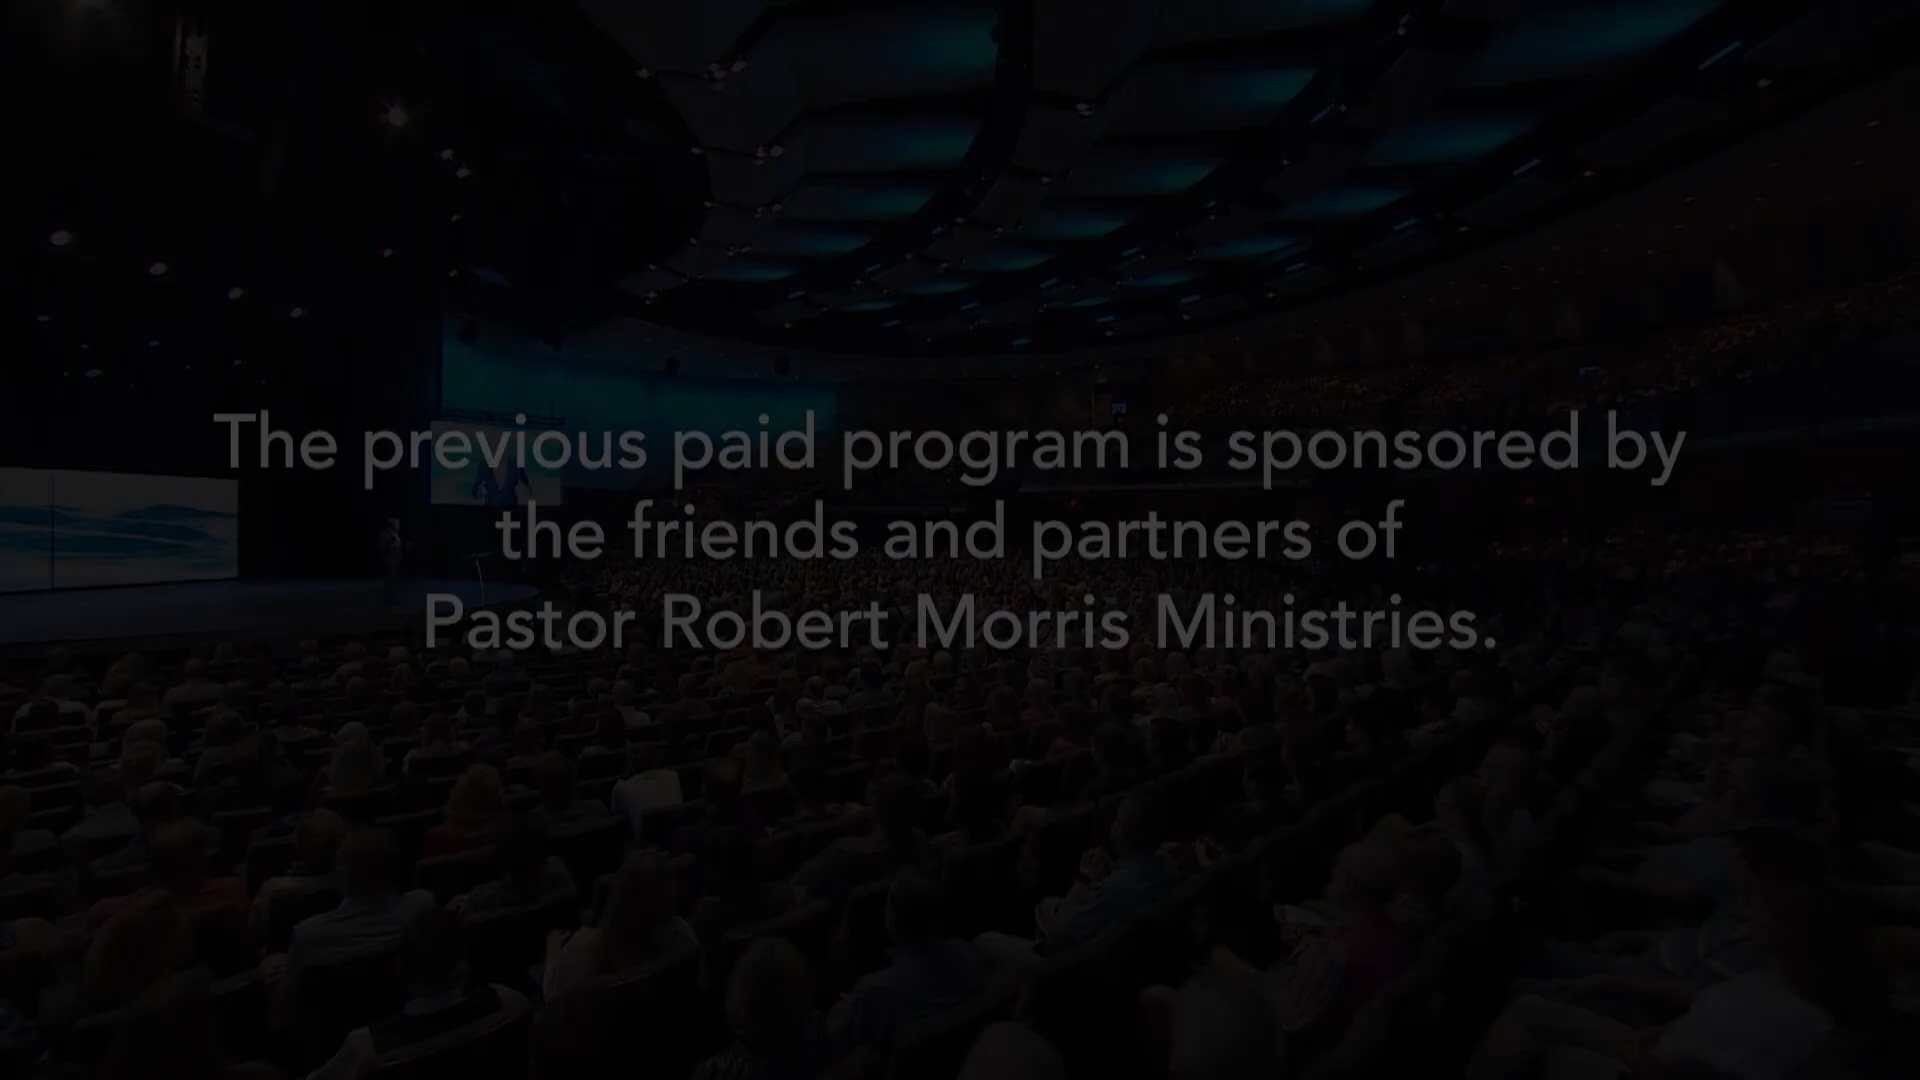 The previous paid program is sponsored by
the friends and partners of
Pastor Robert Morris Ministries.